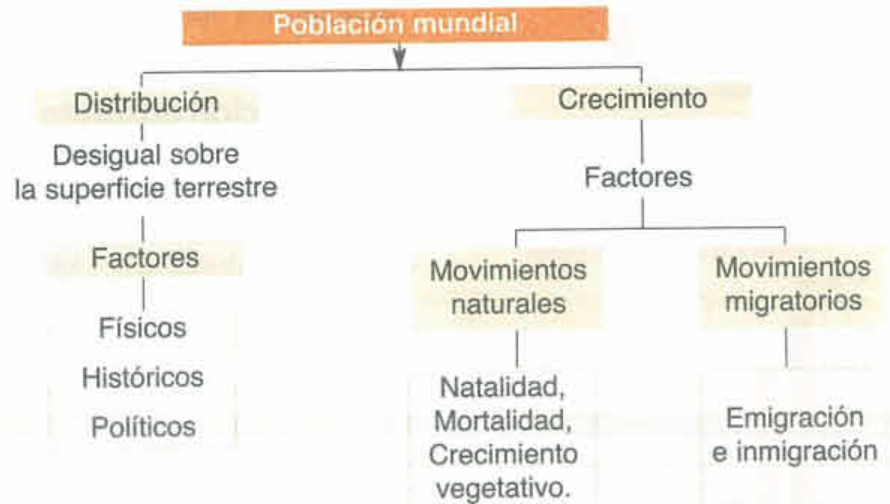 Población mundial
Distribución
Desigual sobre
la superficie terrestre
Factores
Físicos
Históricos
Políticos
Crecimiento
Factores
Movimientos
naturales
Natalidad,
Mortalidad,
Crecimiento
vegetativo.
Movimientos
migratorios
Emigración
e inmigración